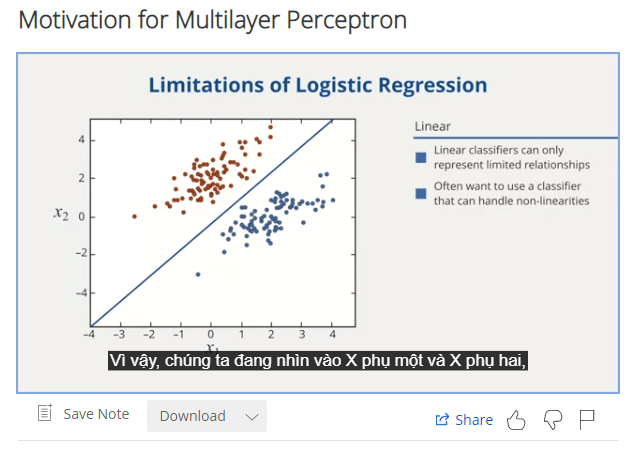 Motivation for Multilayer Perceptron
Limitations of Logistic Regression
Linear
Linear classifiers can only
represent limited relationships
Often want to use a classifier
that can handle non-linearities
4
2
x₂ 0
-2
-4
-4 -3 -2 -1 0 1 2 3 4
x₁
Vì vậy, chúng ta đang nhìn vào X phụ một và X phụ hai,
Save Note Download Share